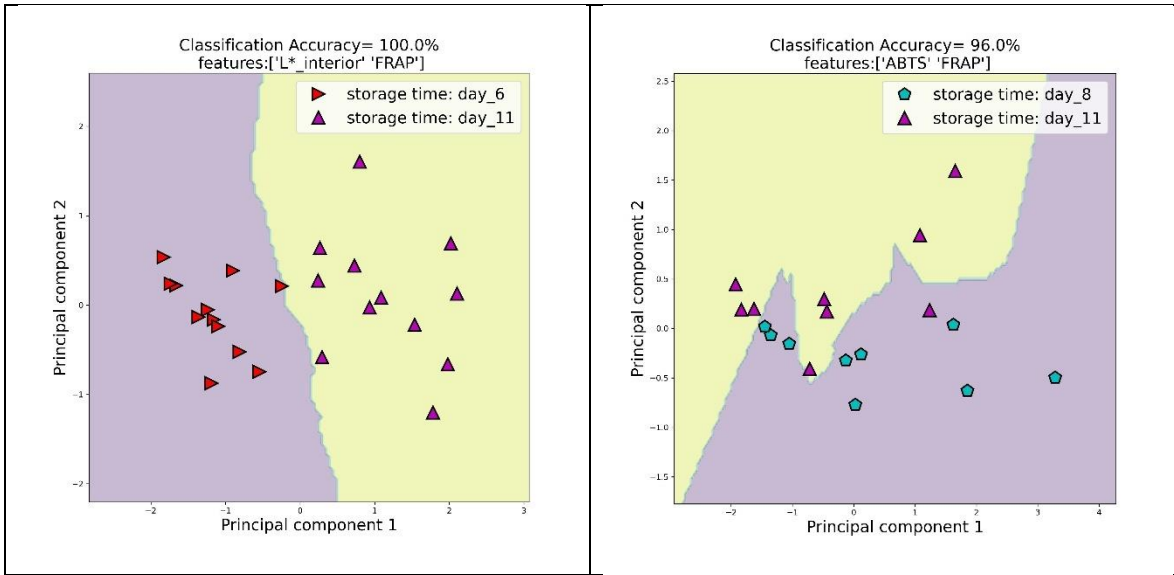 Classification Accuracy= 100.0%
features:['L*_interior' 'FRAP']
storage time: day_6
storage time: day_11
Principal component 2
2
1
0
−1
−2
−2
−1
0
1
2
3
Principal component 1
Classification Accuracy= 96.0%
features:['ABTS' 'FRAP']
storage time: day_8
storage time: day_11
Principal component 2
2.5
2.0
1.5
1.0
0.5
0.0
−0.5
−1.0
−1.5
−2
−1
0
1
2
3
4
Principal component 1